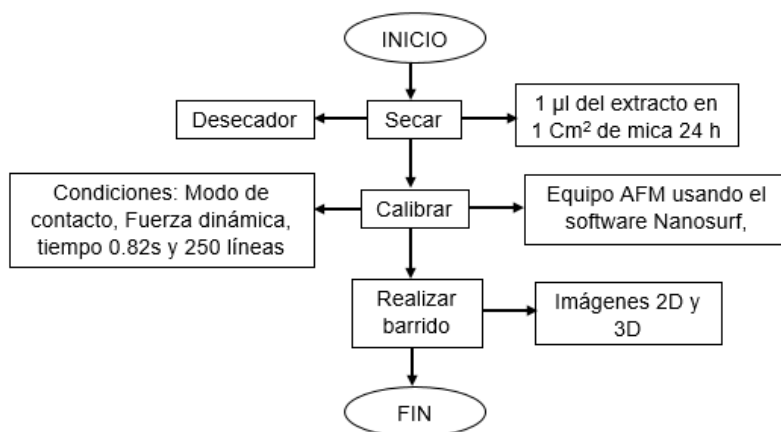 INICIO
Desecador
Secar
1 µl del extracto en
1 Cm² de mica 24 h
Condiciones: Modo de
contacto, Fuerza dinámica,
tiempo 0.82s y 250 líneas
Calibrar
Equipo AFM usando el
software Nanosurf,
Realizar
barrido
Imágenes 2D y
3D
FIN